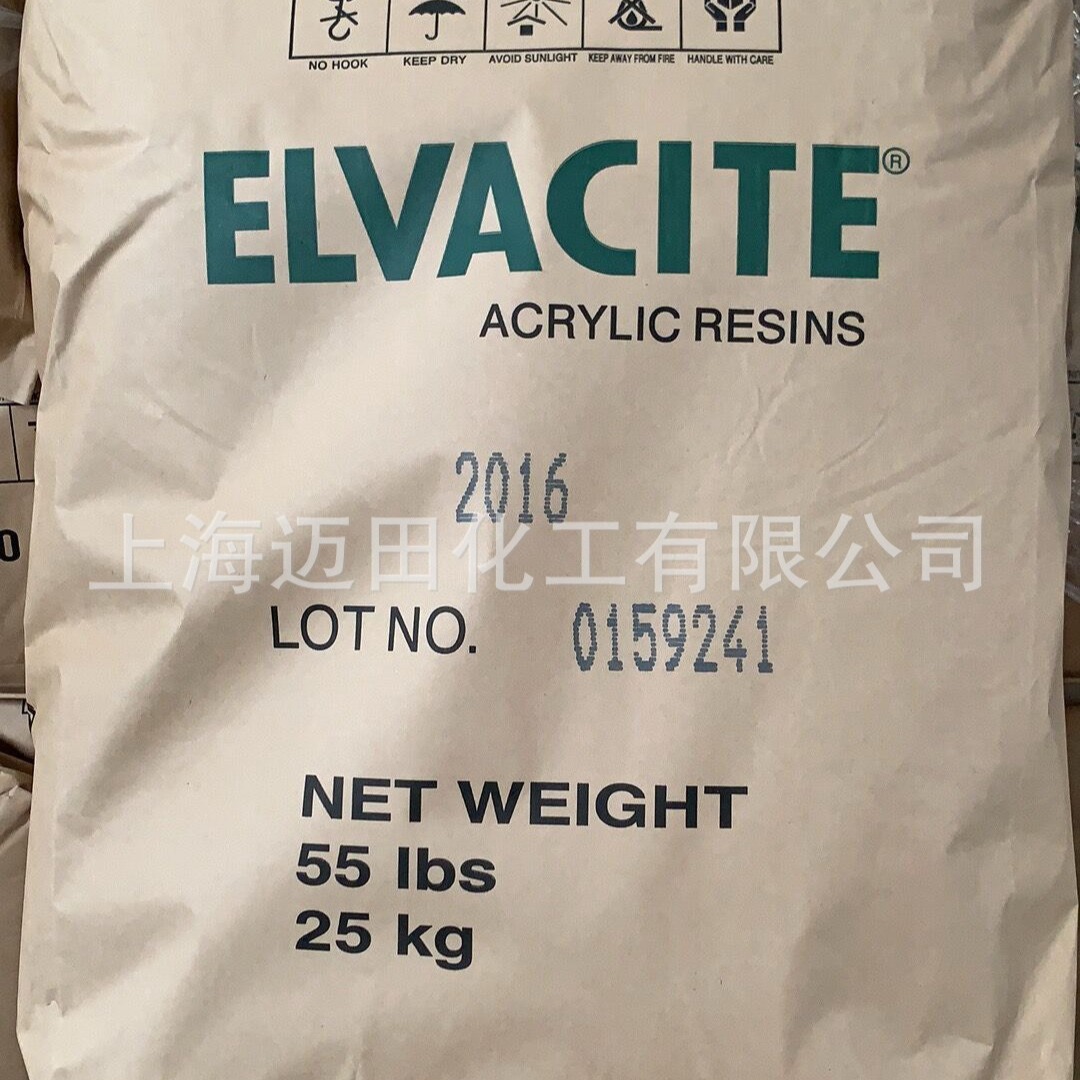 NO HOOK KEEP DRY AVOID SUNLIGHT KEEP AWAY FROM FIRE HANDLE WITH CARE
ELVACITE®
ACRYLIC RESINS
2016
上海迈田化工有限公司
LOT NO. 0159241
NET WEIGHT
55 lbs
25 kg
0